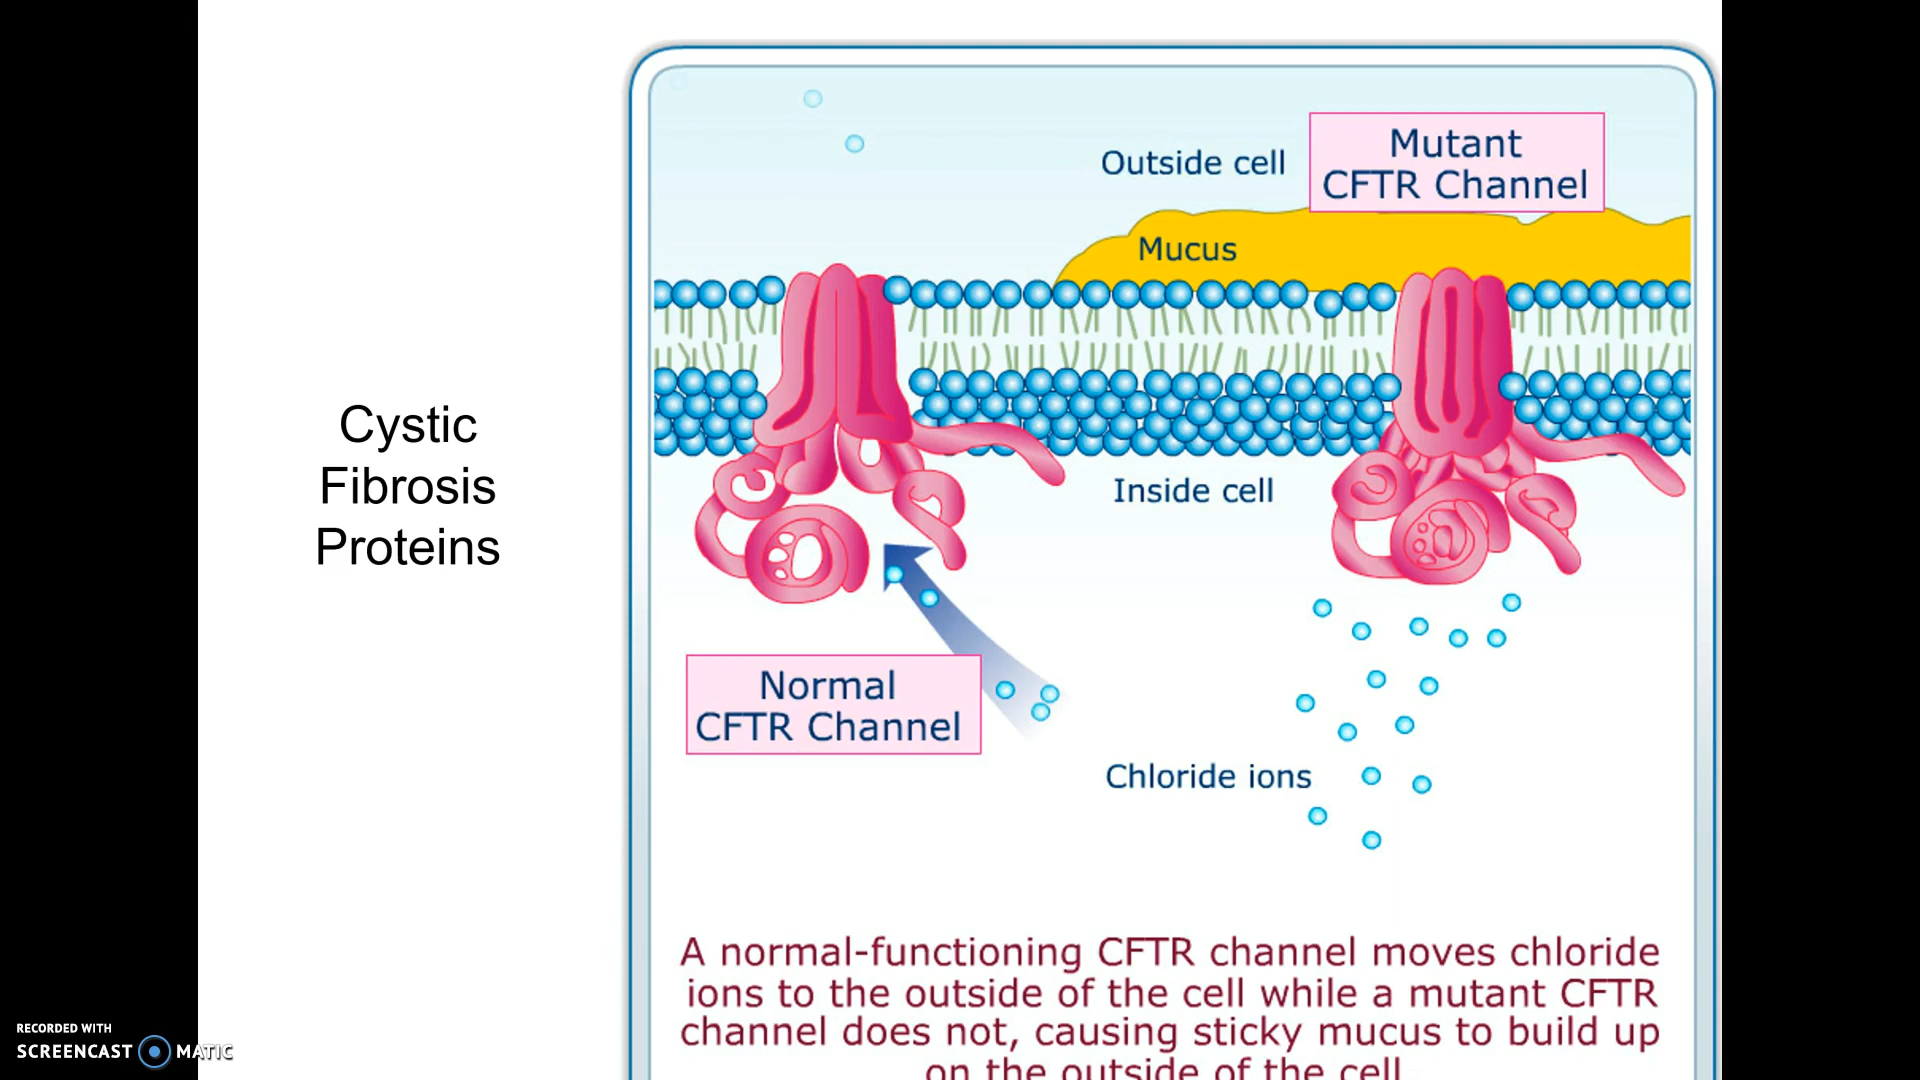 Cystic
Fibrosis
Proteins
Outside cell
Mutant
CFTR Channel
Mucus
Inside cell
Normal
CFTR Channel
Chloride ions
A normal-functioning CFTR channel moves chloride
ions to the outside of the cell while a mutant CFTR
channel does not, causing sticky mucus to build up
on the outside of the cell.
RECORDED WITH
SCREENCAST MATIC